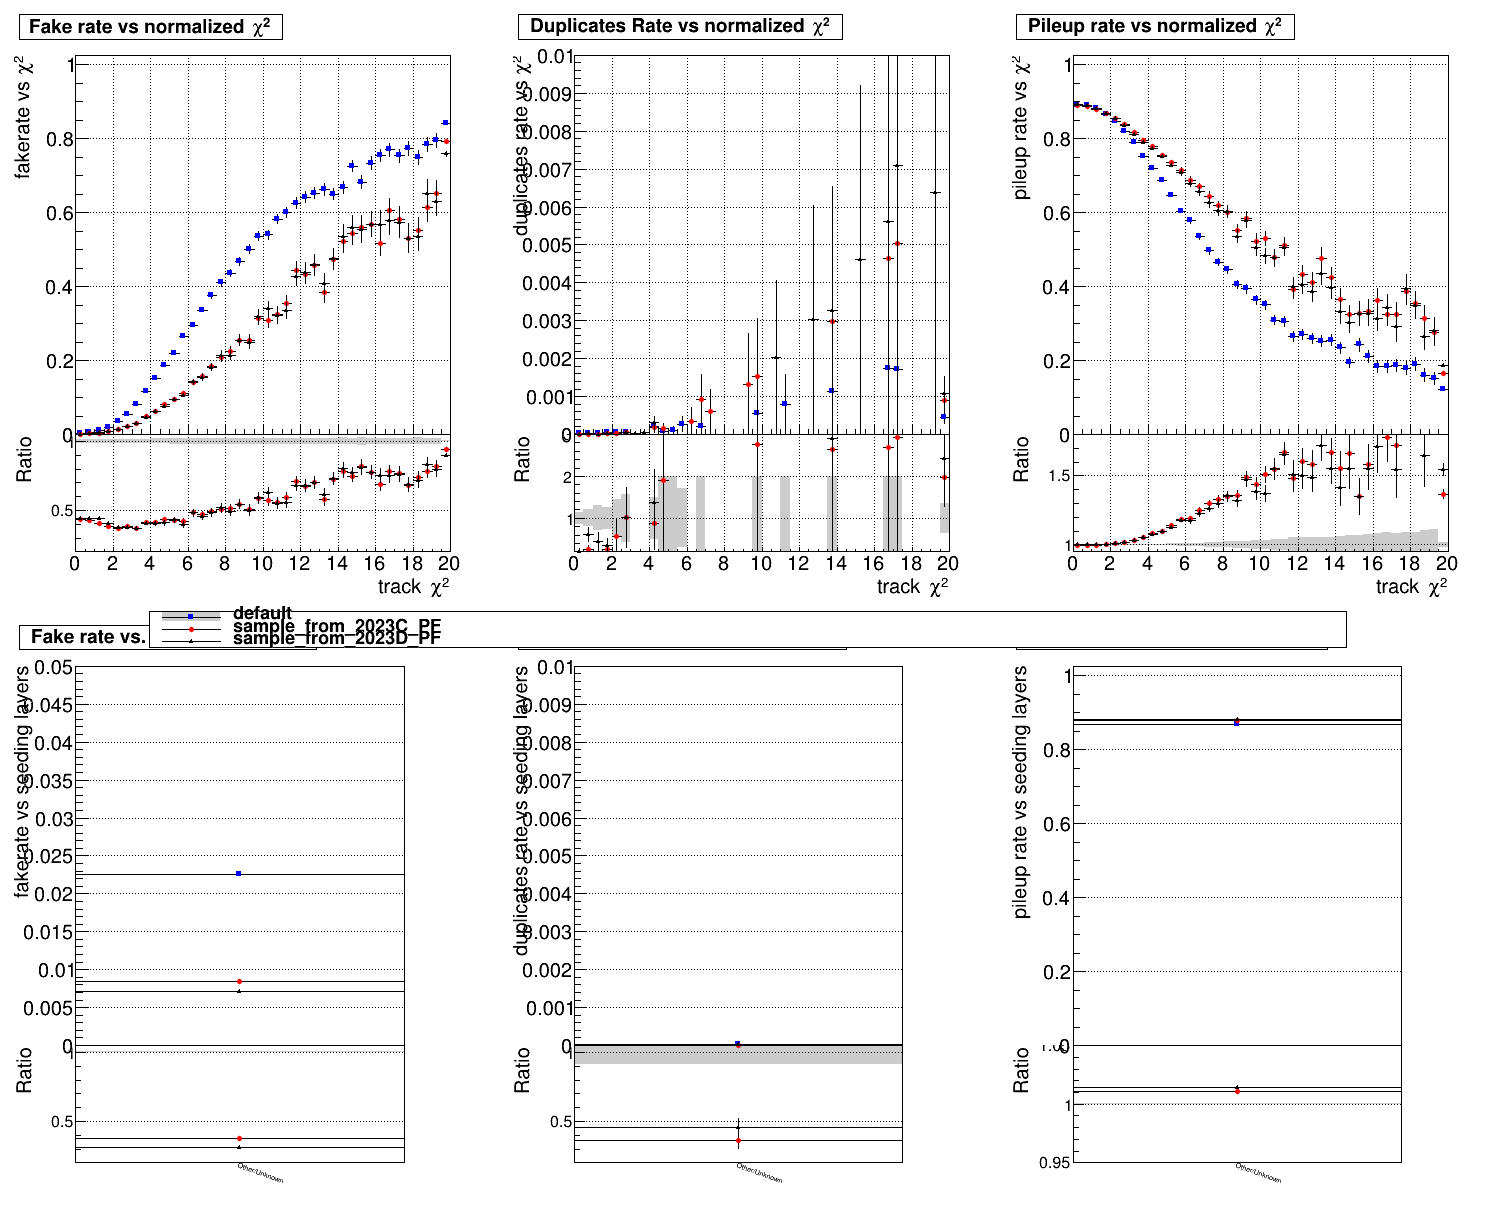 Fake rate vs normalized χ²
Duplicates Rate vs normalized χ²
Pileup rate vs normalized χ²
fakerate vs χ²
1
0.8
0.6
0.4
0.2
0
Ratio
1
0.5
0 2 4 6 8 10 12 14 16 18 20
track χ²
duplicates rate vs χ²
0.01
0.009
0.008
0.007
0.006
0.005
0.004
0.003
0.002
0.001
0
Ratio
2
1
0 2 4 6 8 10 12 14 16 18 20
track χ²
pileup rate vs χ²
1
0.8
0.6
0.4
0.2
0
Ratio
1.5
1
0 2 4 6 8 10 12 14 16 18 20
track χ²
default
sample_from_2023C_PF
sample_from_2023D_PF
Fake rate vs.
fakerate vs seeding layers
0.05
0.045
0.04
0.035
0.03
0.025
0.02
0.015
0.01
0.005
0
Ratio
1
0.5
Other/Unknown
duplicates rate vs seeding layers
0.01
0.009
0.008
0.007
0.006
0.005
0.004
0.003
0.002
0.001
0
Ratio
1
0.5
Other/Unknown
pileup rate vs seeding layers
1
0.8
0.6
0.4
0.2
0
Ratio
1
0.95
Other/Unknown